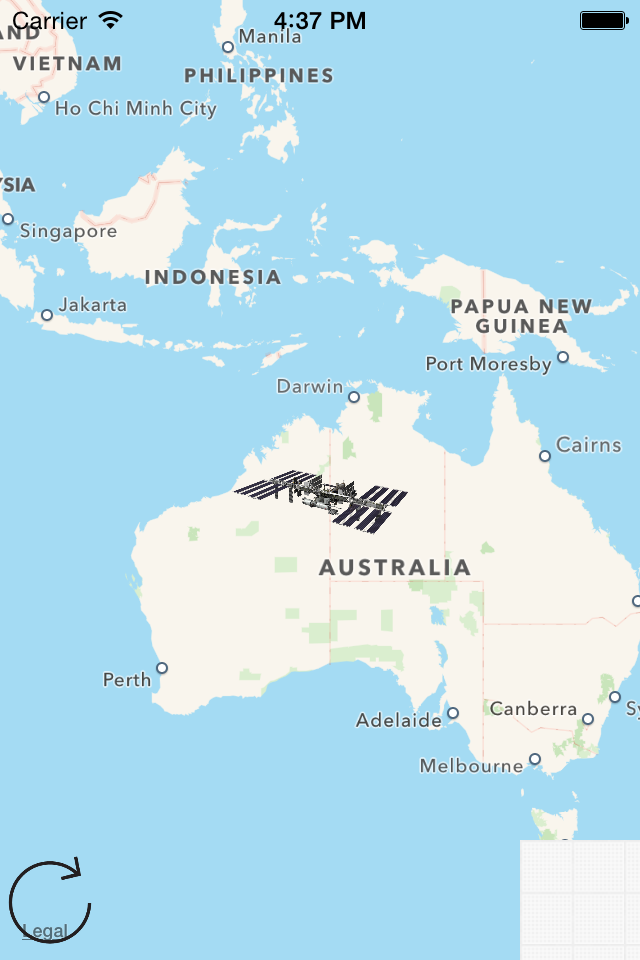 Carrier 4:37 PM
AND
Manila
VIETNAM
PHILIPPINES
Ho Chi Minh City
YSIA
Singapore
INDONESIA
Jakarta
PAPUA NEW
GUINEA
Port Moresby
Darwin
Cairns
AUSTRALIA
Perth
Canberra
Sy
Adelaide
Melbourne
Legal